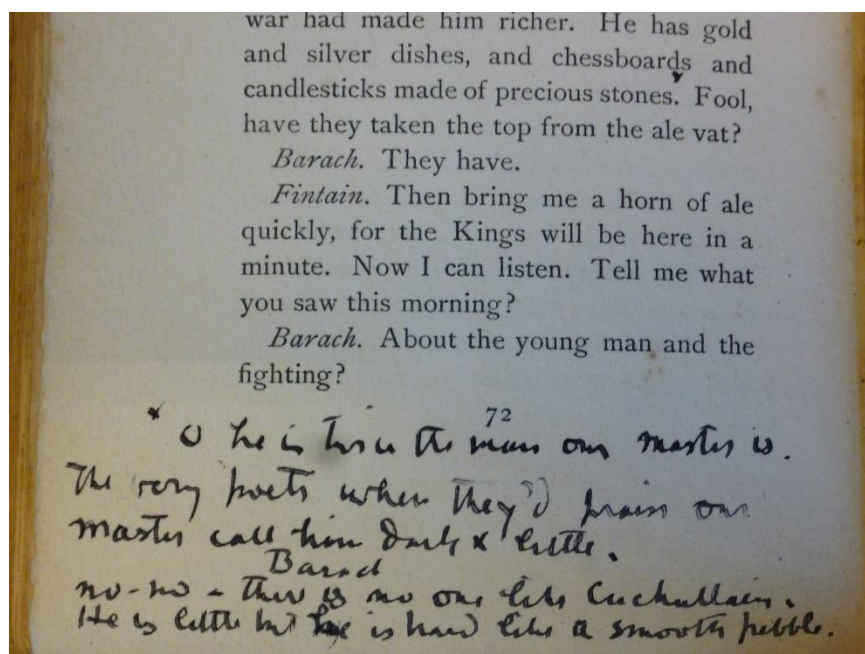 war had made him richer. He has gold
and silver dishes, and chessboards and
candlesticks made of precious stones. Fool,
have they taken the top from the ale vat?
Barach. They have.
Fintain. Then bring me a horn of ale
quickly, for the Kings will be here in a
minute. Now I can listen. Tell me what
you saw this morning?
Barach. About the young man and the
fighting?
72
* O he is twice the man our master is.
The very poets when they'd praise our
master call him dark & little.
Barach
no - no - there is no one like Cuchullain.
He is little but he is hard like a smooth pebble.